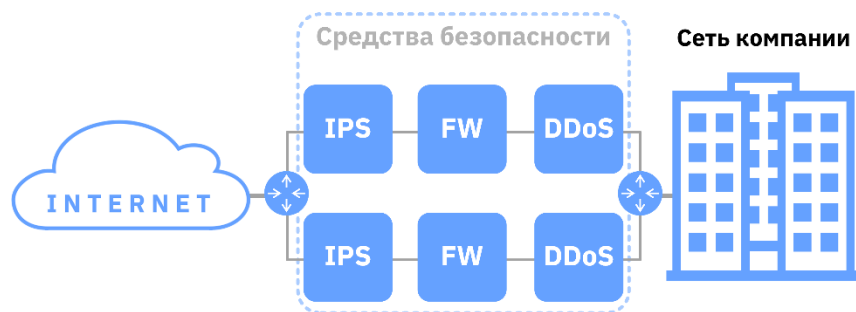 Средства безопасности
Сеть компании
IPS FW DDoS
INTERNET
IPS FW DDoS